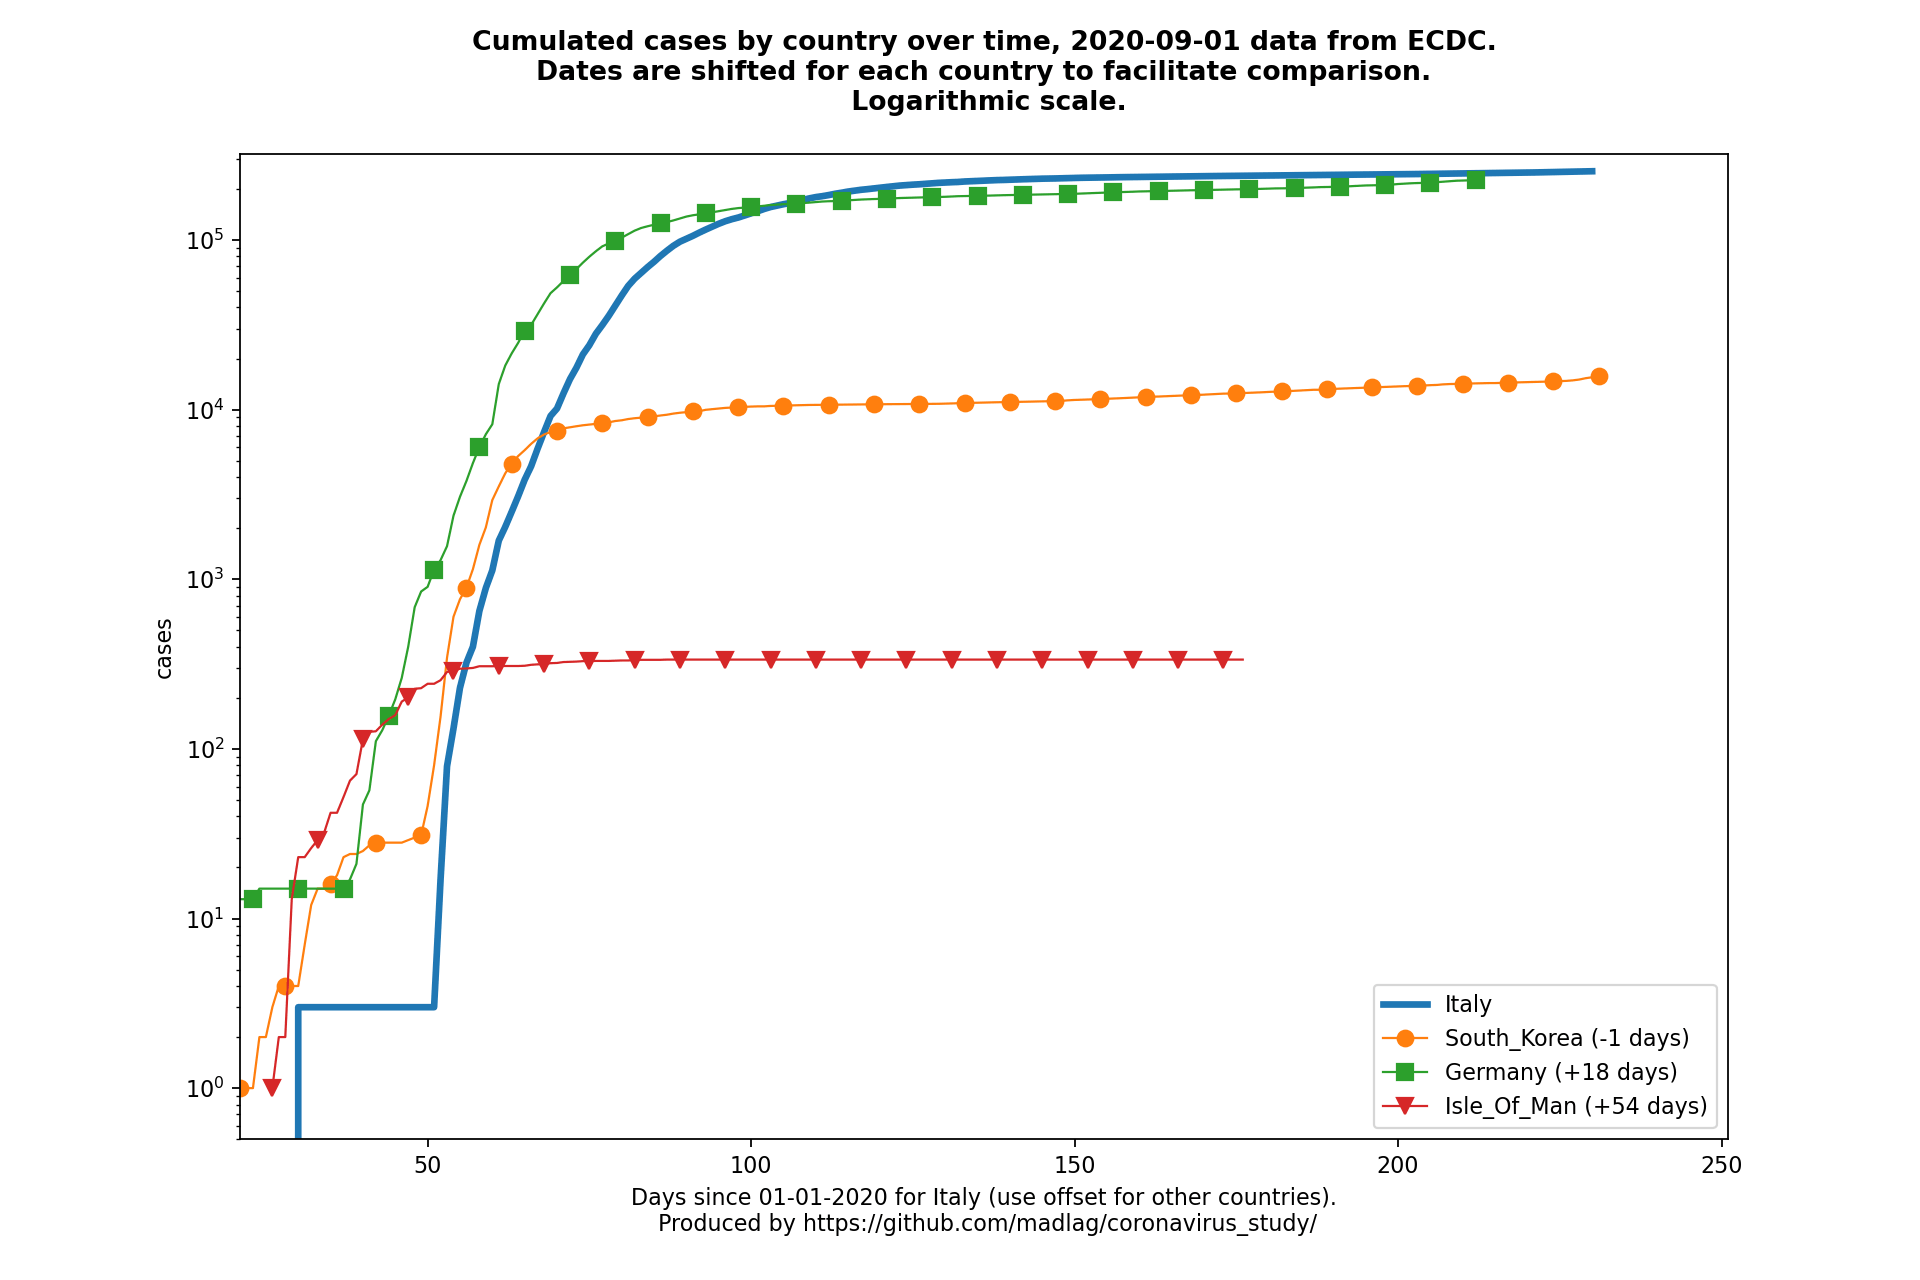 Cumulated cases by country over time, 2020-09-01 data from ECDC.
Dates are shifted for each country to facilitate comparison.
Logarithmic scale.
10^5
10^4
10^3
10^2
10^1
10^0
cases
Italy
South_Korea (-1 days)
Germany (+18 days)
Isle_Of_Man (+54 days)
50 100 150 200 250
Days since 01-01-2020 for Italy (use offset for other countries).
Produced by https://github.com/madlag/coronavirus_study/